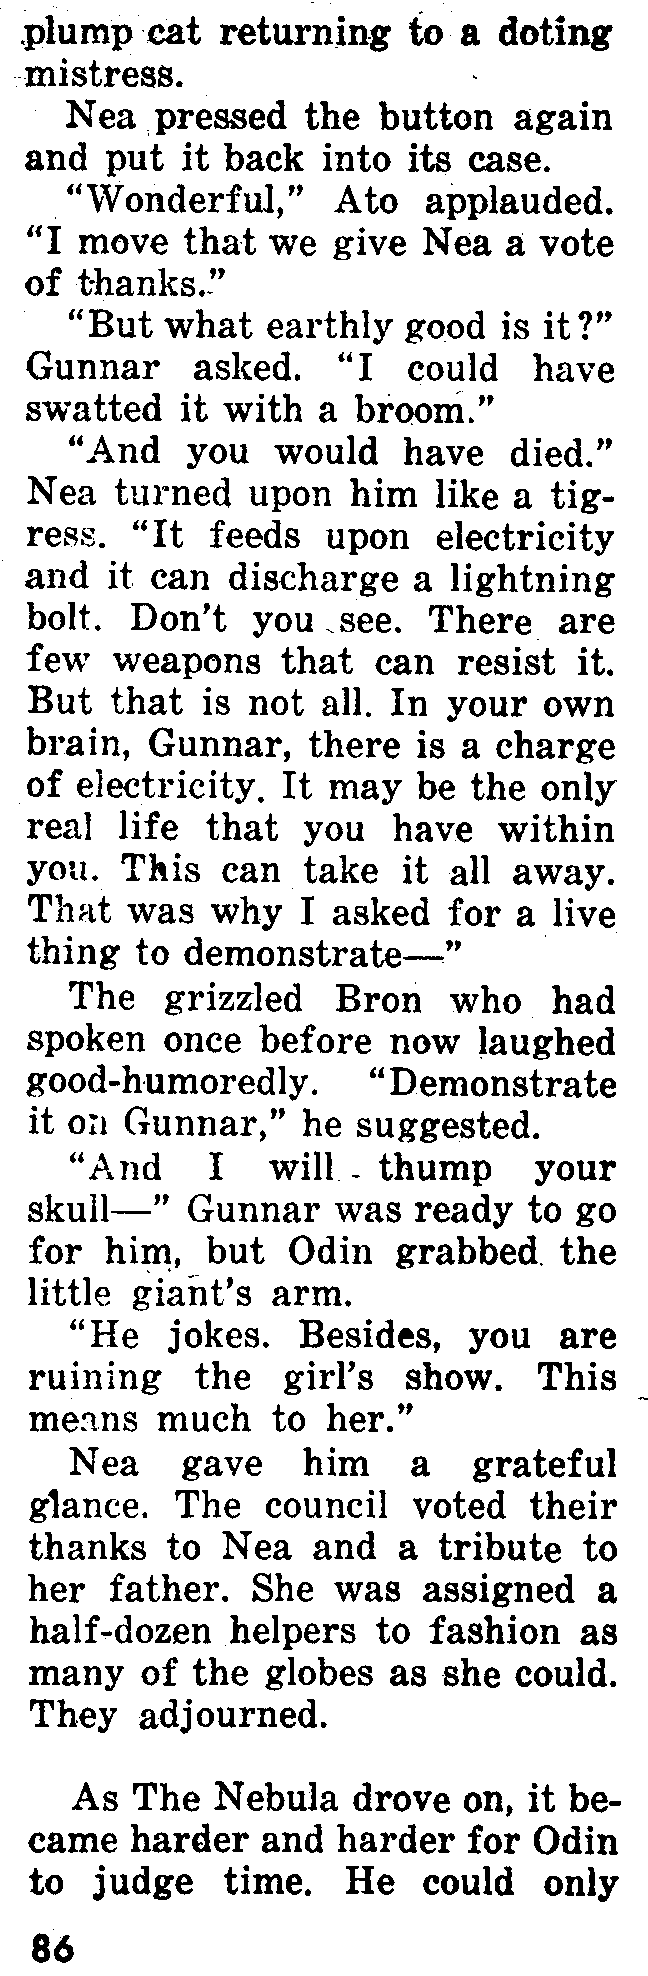 plump cat returning to a doting
mistress.
Nea pressed the button again
and put it back into its case.
"Wonderful," Ato applauded.
"I move that we give Nea a vote
of thanks."
"But what earthly good is it?"
Gunnar asked. "I could have
swatted it with a broom."
"And you would have died."
Nea turned upon him like a tig-
ress. "It feeds upon electricity
and it can discharge a lightning
bolt. Don't you see. There are
few weapons that can resist it.
But that is not all. In your own
brain, Gunnar, there is a charge
of electricity. It may be the only
real life that you have within
you. This can take it all away.
That was why I asked for a live
thing to demonstrate—"
The grizzled Bron who had
spoken once before now laughed
good-humoredly. "Demonstrate
it on Gunnar," he suggested.
"And I will thump your
skull—" Gunnar was ready to go
for him, but Odin grabbed the
little giant's arm.
"He jokes. Besides, you are
ruining the girl's show. This
means much to her."
Nea gave him a grateful
glance. The council voted their
thanks to Nea and a tribute to
her father. She was assigned a
half-dozen helpers to fashion as
many of the globes as she could.
They adjourned.
As The Nebula drove on, it be-
came harder and harder for Odin
to judge time. He could only
86